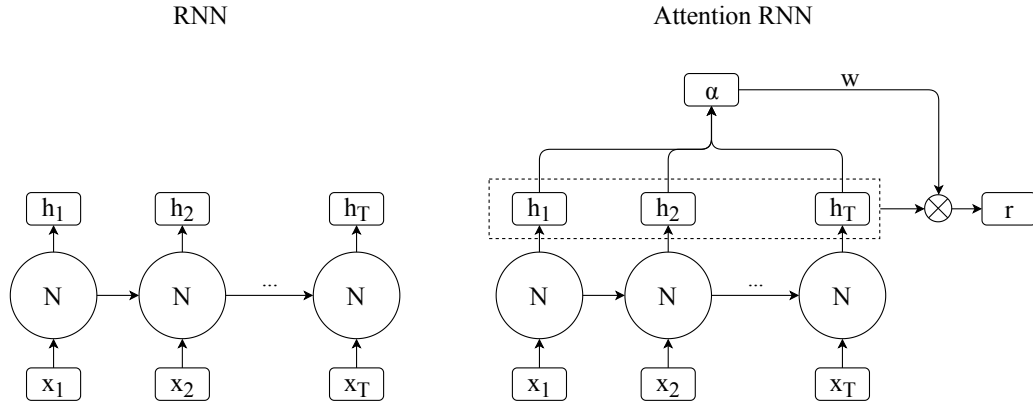 RNN
h1 h2 hT
N N ... N
x1 x2 xT
Attention RNN
α w
h1 h2 hT r
N N ... N
x1 x2 xT